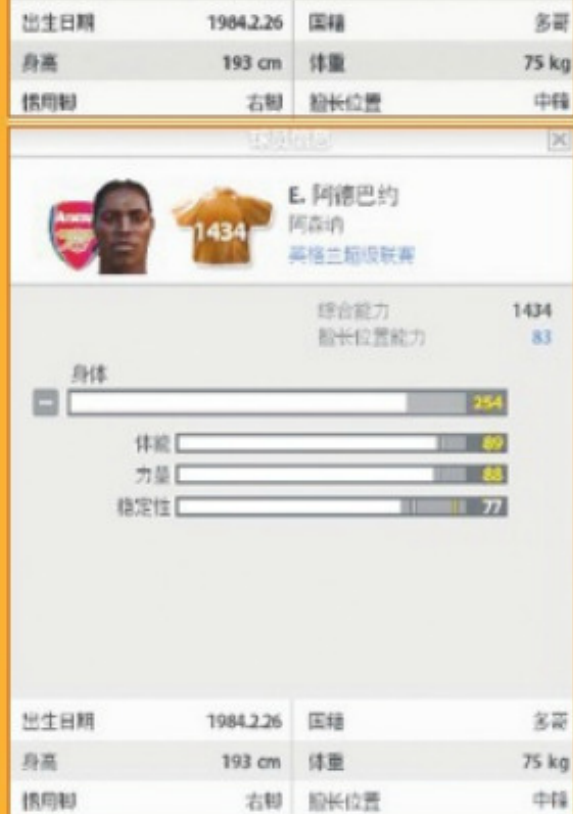 出生日期 1984.2.26 国籍 多哥
身高 193 cm 体重 75 kg
惯用脚 右脚 擅长位置 中锋
Arsenal
1434
E. 阿德巴约
阿森纳
英格兰超级联赛
综合能力 1434
擅长位置能力 83
身体
254
体能 89
力量 88
稳定性 77
出生日期 1984.2.26 国籍 多哥
身高 193 cm 体重 75 kg
惯用脚 右脚 擅长位置 中锋